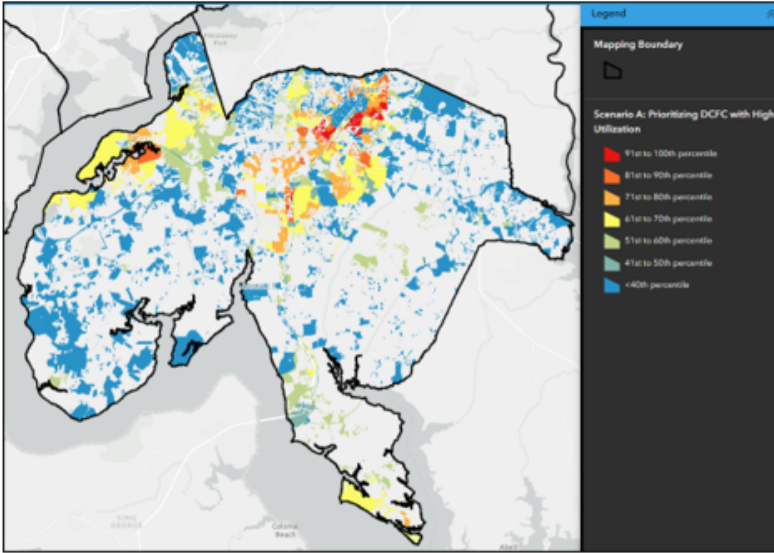 Legend
Mapping Boundary
Scenario A: Prioritizing DCFC with High
Utilization
91st to 100th percentile
81st to 90th percentile
71st to 80th percentile
61st to 70th percentile
51st to 60th percentile
41st to 50th percentile
<40th percentile
Park
KING
GEORGE
Colonial
Beach